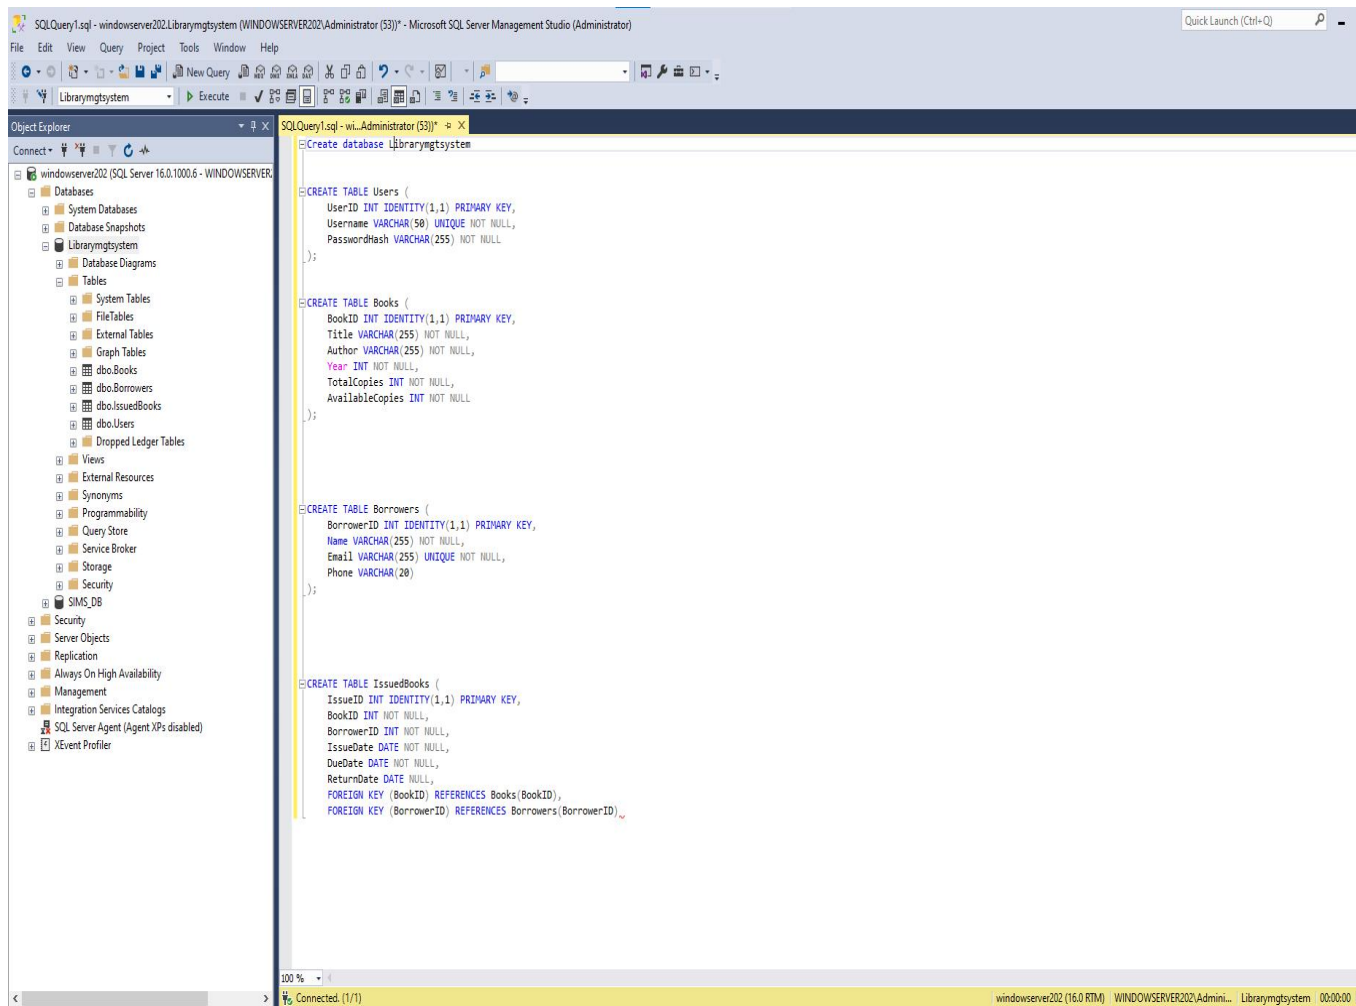 SQLQuery1.sql - windowserver202.Librarymgtsystem (WINDOWSERVER202\Administrator (53))* - Microsoft SQL Server Management Studio (Administrator)
Quick Launch (Ctrl+Q)
File Edit View Query Project Tools Window Help
New Query
Librarymgtsystem Execute
Object Explorer
Connect
windowserver202 (SQL Server 16.0.1000.6 - WINDOWSERVER
Databases
System Databases
Database Snapshots
Librarymgtsystem
Database Diagrams
Tables
System Tables
FileTables
External Tables
Graph Tables
dbo.Books
dbo.Borrowers
dbo.IssuedBooks
dbo.Users
Dropped Ledger Tables
Views
External Resources
Synonyms
Programmability
Query Store
Service Broker
Storage
Security
SIMS_DB
Security
Server Objects
Replication
Always On High Availability
Management
Integration Services Catalogs
SQL Server Agent (Agent XPs disabled)
XEvent Profiler
SQLQuery1.sql - wi...Administrator (53))*
Create database Librarymgtsystem
CREATE TABLE Users (
UserID INT IDENTITY(1,1) PRIMARY KEY,
Username VARCHAR(50) UNIQUE NOT NULL,
PasswordHash VARCHAR(255) NOT NULL
);
CREATE TABLE Books (
BookID INT IDENTITY(1,1) PRIMARY KEY,
Title VARCHAR(255) NOT NULL,
Author VARCHAR(255) NOT NULL,
Year INT NOT NULL,
TotalCopies INT NOT NULL,
AvailableCopies INT NOT NULL
);
CREATE TABLE Borrowers (
BorrowerID INT IDENTITY(1,1) PRIMARY KEY,
Name VARCHAR(255) NOT NULL,
Email VARCHAR(255) UNIQUE NOT NULL,
Phone VARCHAR(20)
);
CREATE TABLE IssuedBooks (
IssueID INT IDENTITY(1,1) PRIMARY KEY,
BookID INT NOT NULL,
BorrowerID INT NOT NULL,
IssueDate DATE NOT NULL,
DueDate DATE NOT NULL,
ReturnDate DATE NULL,
FOREIGN KEY (BookID) REFERENCES Books(BookID),
FOREIGN KEY (BorrowerID) REFERENCES Borrowers(BorrowerID)
100 %
Connected. (1/1)
windowserver202 (16.0 RTM) WINDOWSERVER202\Admini... Librarymgtsystem 00:00:00